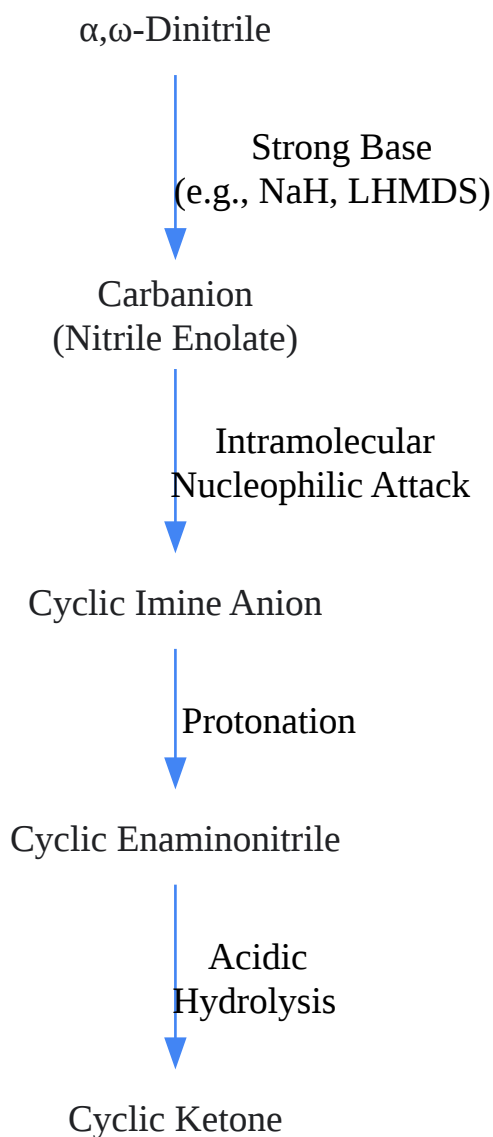 α,ω-Dinitrile
Strong Base
(e.g., NaH, LHMDS)
Carbanion
(Nitrile Enolate)
Intramolecular
Nucleophilic Attack
Cyclic Imine Anion
Protonation
Cyclic Enaminonitrile
Acidic
Hydrolysis
Cyclic Ketone